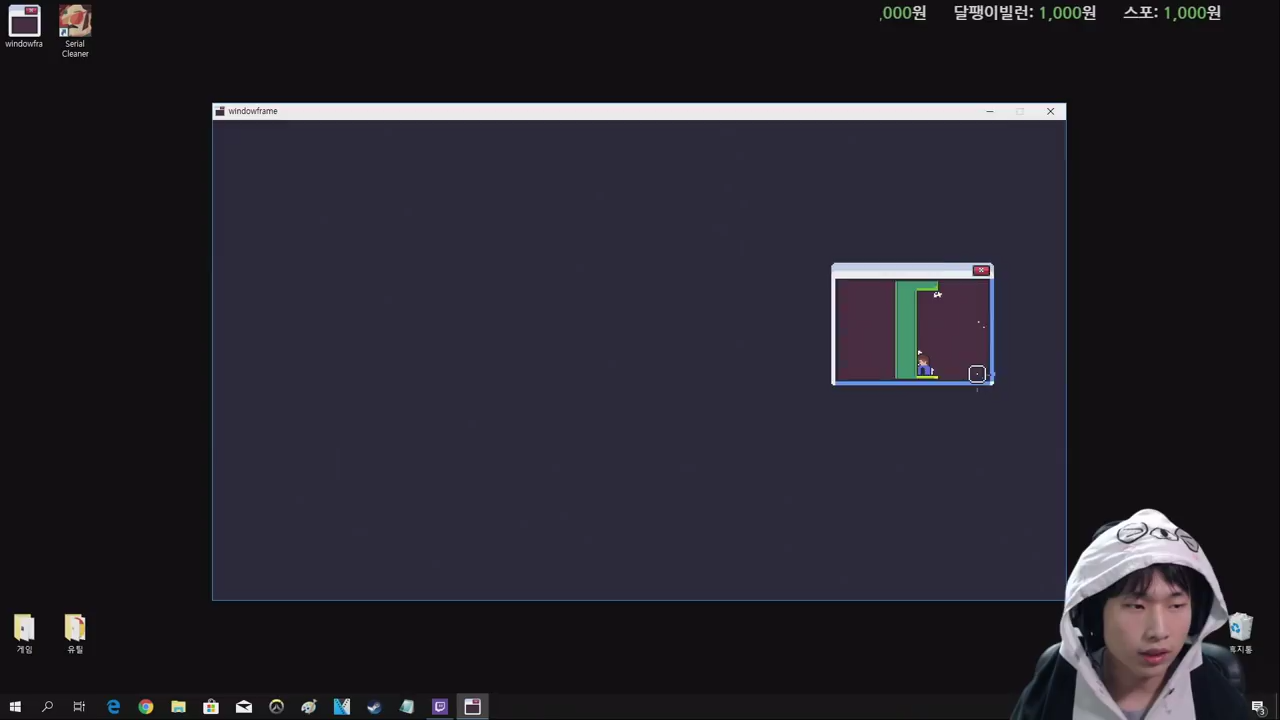 ,000원 달팽이빌런: 1,000원 스포: 1,000원
windowfra
Serial
Cleaner
windowframe
게임
유틸
휴지통
3